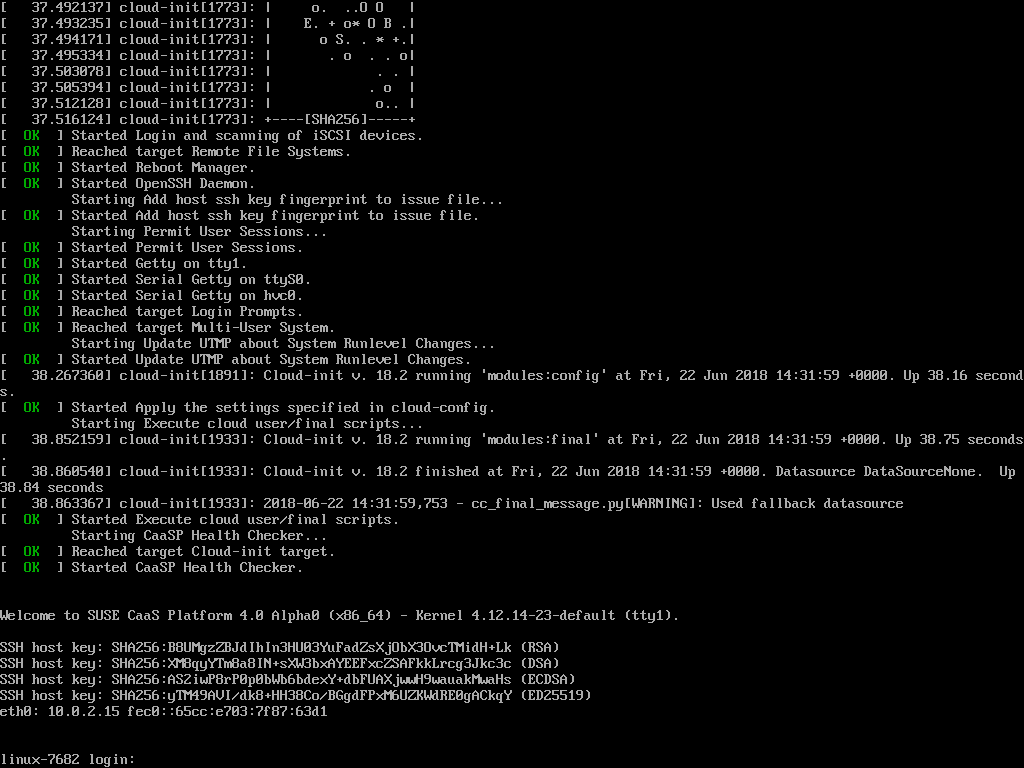 [   37.492137] cloud-init[1773]: |     o.  ..O O   |
[   37.493235] cloud-init[1773]: |    E. + o* O B .|
[   37.494171] cloud-init[1773]: |      o S. . * +.|
[   37.495334] cloud-init[1773]: |       . o  . . o|
[   37.503078] cloud-init[1773]: |             . . |
[   37.505394] cloud-init[1773]: |            . o  |
[   37.512128] cloud-init[1773]: |             o.. |
[   37.516124] cloud-init[1773]: +----[SHA256]-----+
[  OK  ] Started Login and scanning of iSCSI devices.
[  OK  ] Reached target Remote File Systems.
[  OK  ] Started Reboot Manager.
[  OK  ] Started OpenSSH Daemon.
         Starting Add host ssh key fingerprint to issue file...
[  OK  ] Started Add host ssh key fingerprint to issue file.
         Starting Permit User Sessions...
[  OK  ] Started Permit User Sessions.
[  OK  ] Started Getty on tty1.
[  OK  ] Started Serial Getty on ttyS0.
[  OK  ] Started Serial Getty on hvc0.
[  OK  ] Reached target Login Prompts.
[  OK  ] Reached target Multi-User System.
         Starting Update UTMP about System Runlevel Changes...
[  OK  ] Started Update UTMP about System Runlevel Changes.
[   38.267360] cloud-init[1891]: Cloud-init v. 18.2 running 'modules:config' at Fri, 22 Jun 2018 14:31:59 +0000. Up 38.16 second
s.
[  OK  ] Started Apply the settings specified in cloud-config.
         Starting Execute cloud user/final scripts...
[   38.852159] cloud-init[1933]: Cloud-init v. 18.2 running 'modules:final' at Fri, 22 Jun 2018 14:31:59 +0000. Up 38.75 seconds
.
[   38.860540] cloud-init[1933]: Cloud-init v. 18.2 finished at Fri, 22 Jun 2018 14:31:59 +0000. Datasource DataSourceNone.  Up
38.84 seconds
[   38.863367] cloud-init[1933]: 2018-06-22 14:31:59,753 - cc_final_message.py[WARNING]: Used fallback datasource
[  OK  ] Started Execute cloud user/final scripts.
         Starting CaaSP Health Checker...
[  OK  ] Reached target Cloud-init target.
[  OK  ] Started CaaSP Health Checker.
Welcome to SUSE CaaS Platform 4.0 Alpha0 (x86_64) - Kernel 4.12.14-23-default (tty1).
SSH host key: SHA256:B8UMgzZBJdIhIn3HU03YuFadZsXjObX3OvcTMidH+Lk (RSA)
SSH host key: SHA256:XM8quYTm8a8IN+sXW3bxAYEEFxcZSAFkkLrcg3Jkc3c (DSA)
SSH host key: SHA256:AS2iwP8rP0p0bWb6bdexY+dbFUAXjwwH9wauakMwaHs (ECDSA)
SSH host key: SHA256:yTM49AVI/dk8+HH38Co/BGgdFPxM6UZKWdRE0gACkqY (ED25519)
eth0: 10.0.2.15 fec0::65cc:e703:7f87:63d1
linux-7682 login: